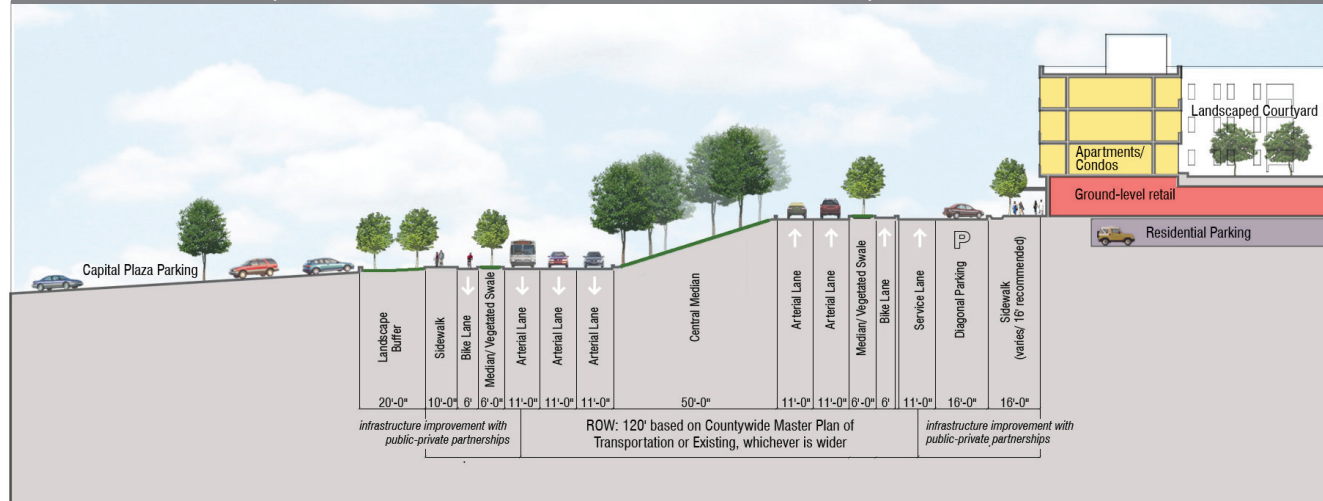 Landscaped Courtyard
Apartments/
Condos
Ground-level retail
Residential Parking
Capital Plaza Parking
Landscape
Buffer
Sidewalk
Bike Lane
Median/ Vegetated Swale
Arterial Lane
Arterial Lane
Arterial Lane
Central Median
Arterial Lane
Arterial Lane
Median/ Vegetated Swale
Bike Lane
Service Lane
P
Diagonal Parking
Sidewalk
(varies/ 16' recommended)
20'-0" 10'-0" 6' 6'-0" 11'-0" 11'-0" 11'-0" 50'-0" 11'-0" 11'-0" 6'-0" 6' 11'-0" 16'-0" 16'-0"
infrastructure improvement with
public-private partnerships
ROW: 120' based on Countywide Master Plan of
Transportation or Existing, whichever is wider
infrastructure improvement with
public-private partnerships